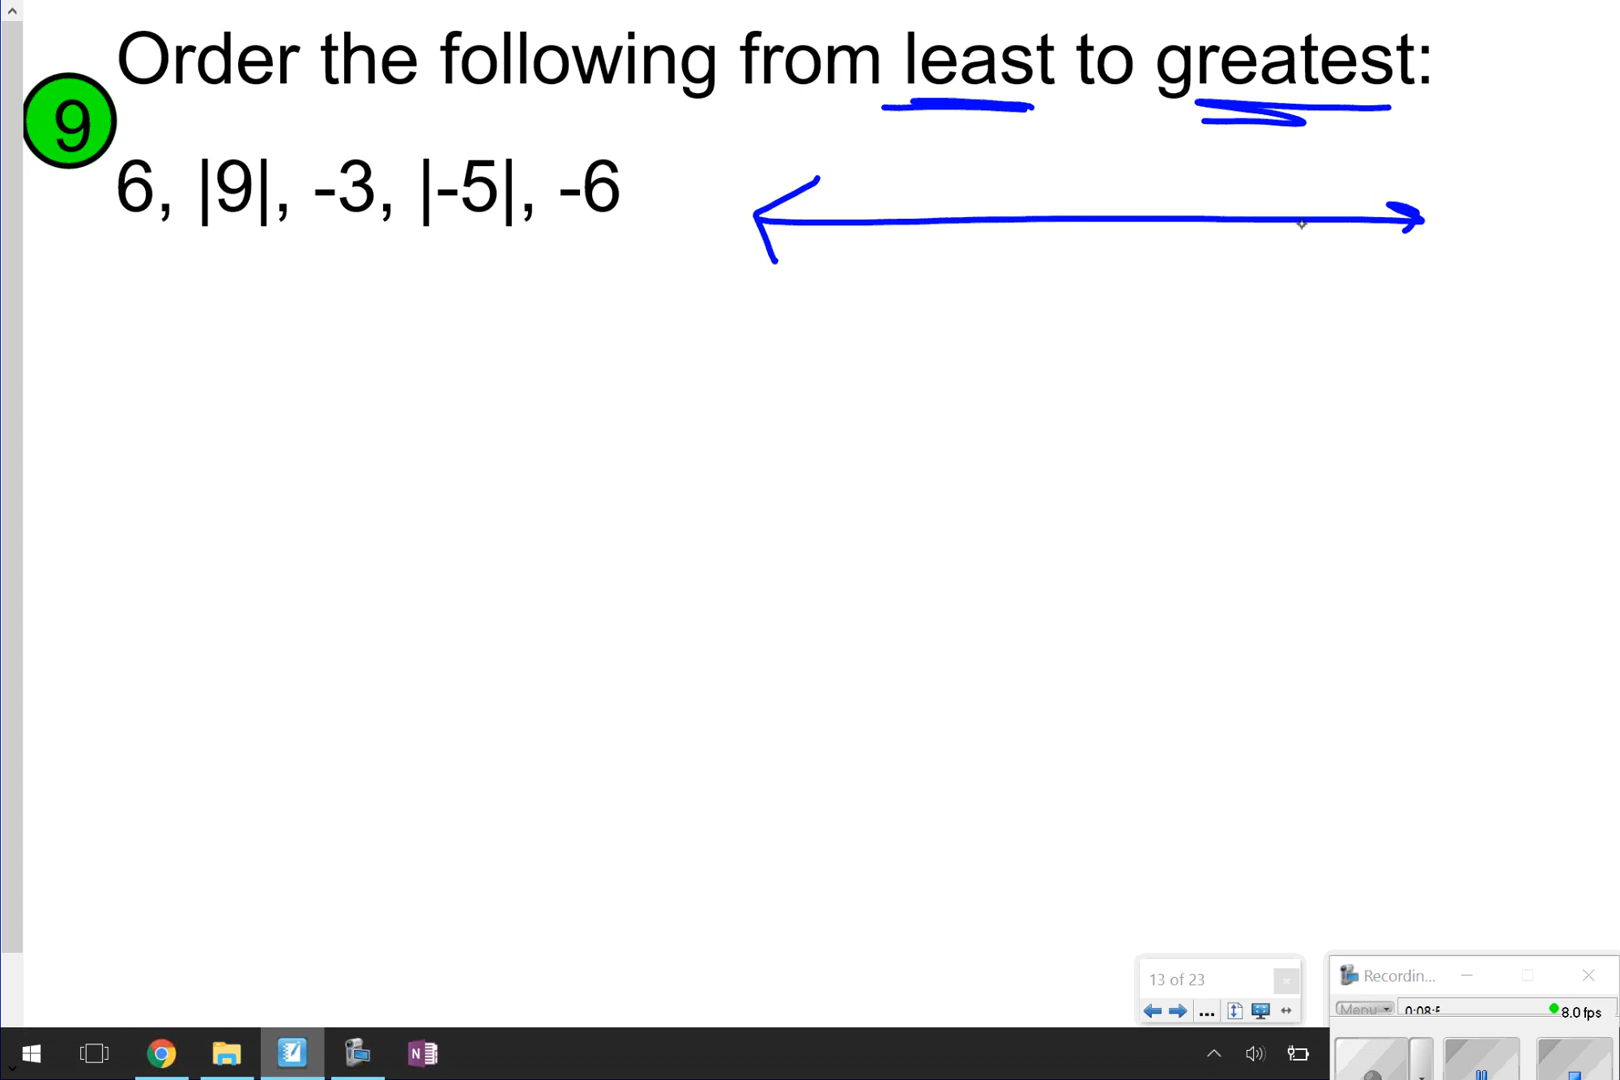 Order the following from least to greatest:
9
6, |9|, -3, |-5|, -6
13 of 23
Recordin...
Menu
8.0 fps
N